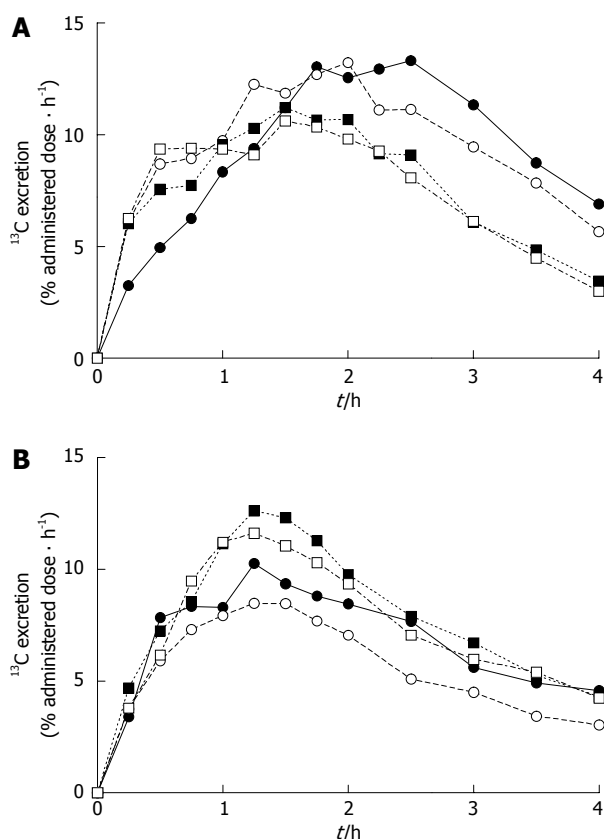 A
15
10
5
0
¹³C excretion
(% administered dose · h⁻¹)
0 1 2 3 4
t/h
B
15
10
5
0
¹³C excretion
(% administered dose · h⁻¹)
0 1 2 3 4
t/h